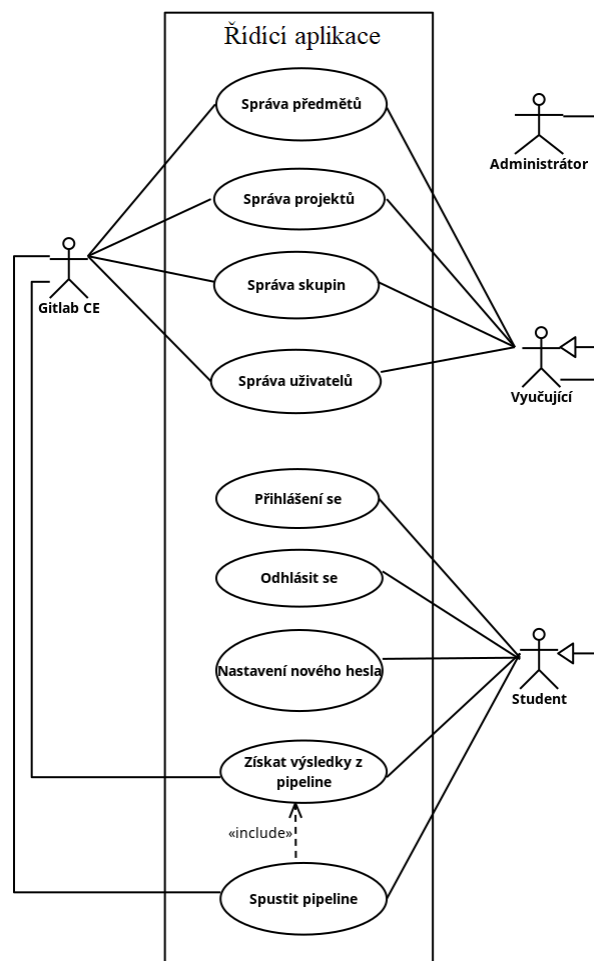 Řídící aplikace
Správa předmětů
Administrátor
Správa projektů
Gitlab CE
Správa skupin
Správa uživatelů
Vyučující
Přihlášení se
Odhlásit se
Nastavení nového hesla
Student
Získat výsledky z
pipeline
«include»
Spustit pipeline